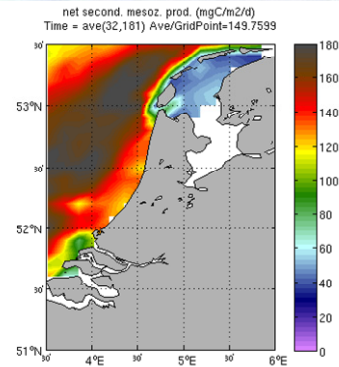 net second. mesoz. prod. (mgC/m2/d)
Time = ave(32,181) Ave/GridPoint=149.7599
30'
53°N
30'
52°N
30'
51°N
30'
4°E
30'
5°E
30'
6°E
180
160
140
120
100
80
60
40
20
0